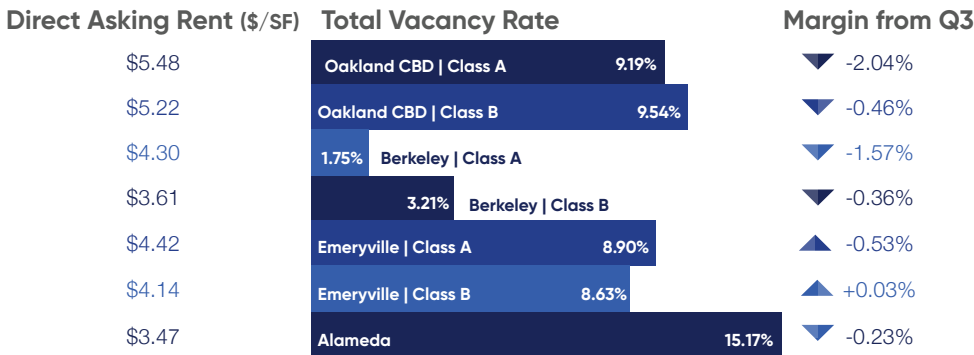 Direct Asking Rent ($/SF) Total Vacancy Rate Margin from Q3
$5.48 Oakland CBD | Class A 9.19% -2.04%
$5.22 Oakland CBD | Class B 9.54% -0.46%
$4.30 1.75% Berkeley | Class A -1.57%
$3.61 3.21% Berkeley | Class B -0.36%
$4.42 Emeryville | Class A 8.90% -0.53%
$4.14 Emeryville | Class B 8.63% +0.03%
$3.47 Alameda 15.17% -0.23%